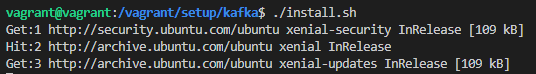 vagrant@vagrant:/vagrant/setup/kafka$ ./install.sh
Get:1 http://security.ubuntu.com/ubuntu xenial-security InRelease [109 kB]
Hit:2 http://archive.ubuntu.com/ubuntu xenial InRelease
Get:3 http://archive.ubuntu.com/ubuntu xenial-updates InRelease [109 kB]